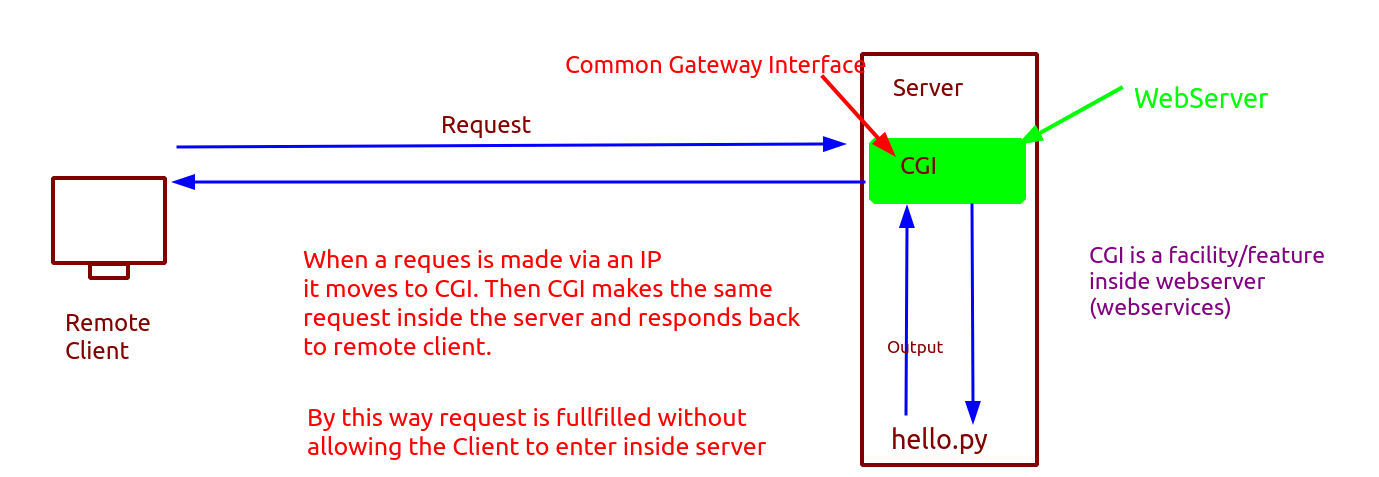 Common Gateway Interface
Server
WebServer
Request
CGI
When a reques is made via an IP
it moves to CGI. Then CGI makes the same
request inside the server and responds back
to remote client.
CGI is a facility/feature
inside webserver
(webservices)
Remote
Client
Output
By this way request is fullfilled without
allowing the Client to enter inside server
hello.py